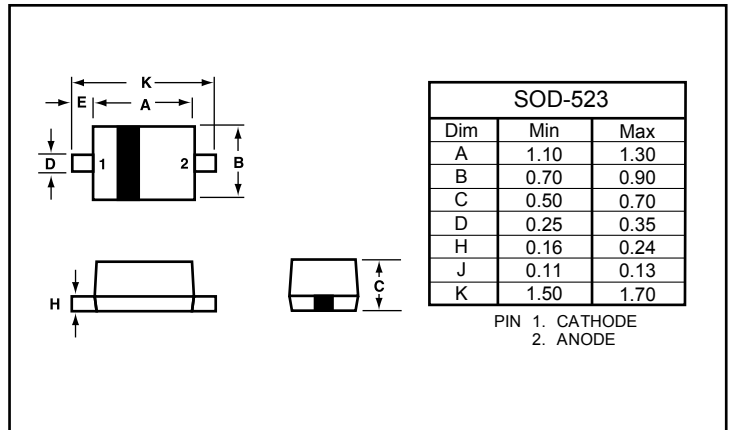 K
E A
D 1 2 B
H C
SOD-523
Dim Min Max
A 1.10 1.30
B 0.70 0.90
C 0.50 0.70
D 0.25 0.35
H 0.16 0.24
J 0.11 0.13
K 1.50 1.70
PIN 1. CATHODE
2. ANODE